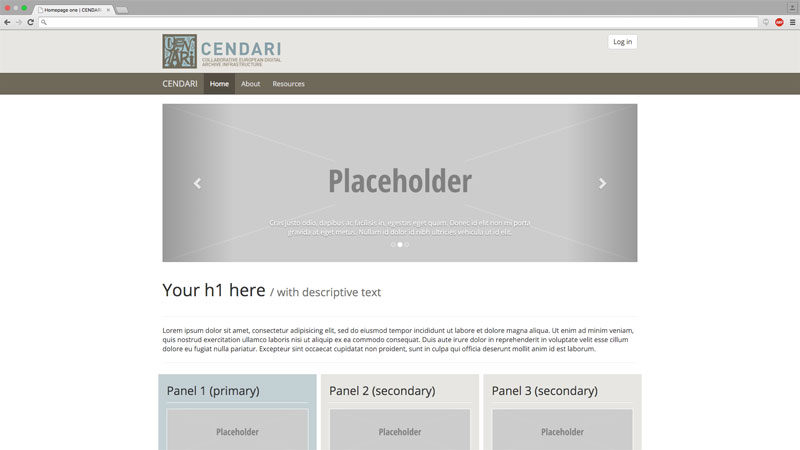 Homepage one | CENDARI
CENDARI
CENDARI
COLLABORATIVE EUROPEAN DIGITAL
ARCHIVE INFRASTRUCTURE
Log in
CENDARI Home About Resources
Placeholder
Cras justo odio, dapibus ac facilisis in, egestas eget quam. Donec id elit non mi porta
gravida at eget metus. Nullam id dolor id nibh ultricies vehicula ut id elit.
Your h1 here / with descriptive text
Lorem ipsum dolor sit amet, consectetur adipisicing elit, sed do eiusmod tempor incididunt ut labore et dolore magna aliqua. Ut enim ad minim veniam,
quis nostrud exercitation ullamco laboris nisi ut aliquip ex ea commodo consequat. Duis aute irure dolor in reprehenderit in voluptate velit esse cillum
dolore eu fugiat nulla pariatur. Excepteur sint occaecat cupidatat non proident, sunt in culpa qui officia deserunt mollit anim id est laborum.
Panel 1 (primary) Panel 2 (secondary) Panel 3 (secondary)
Placeholder Placeholder Placeholder